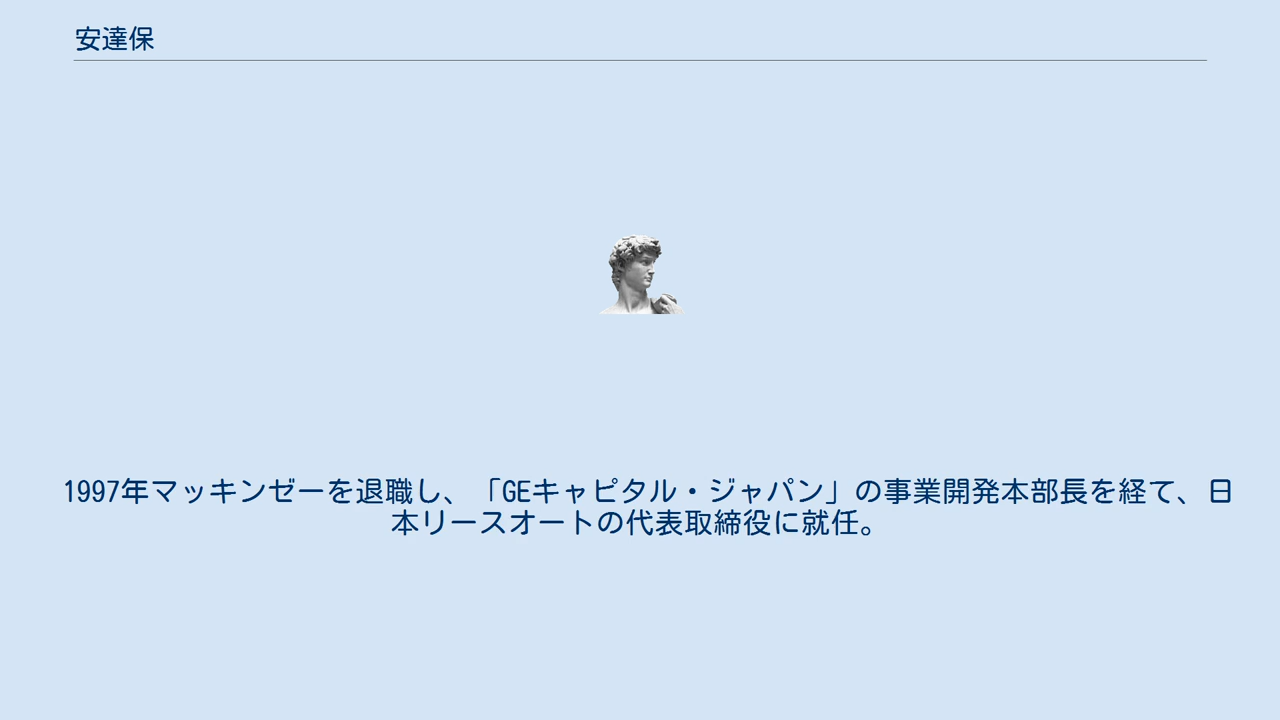 安達保
1997年マッキンゼーを退職し、「GEキャピタル・ジャパン」の事業開発本部長を経て、日
本リースオートの代表取締役に就任。